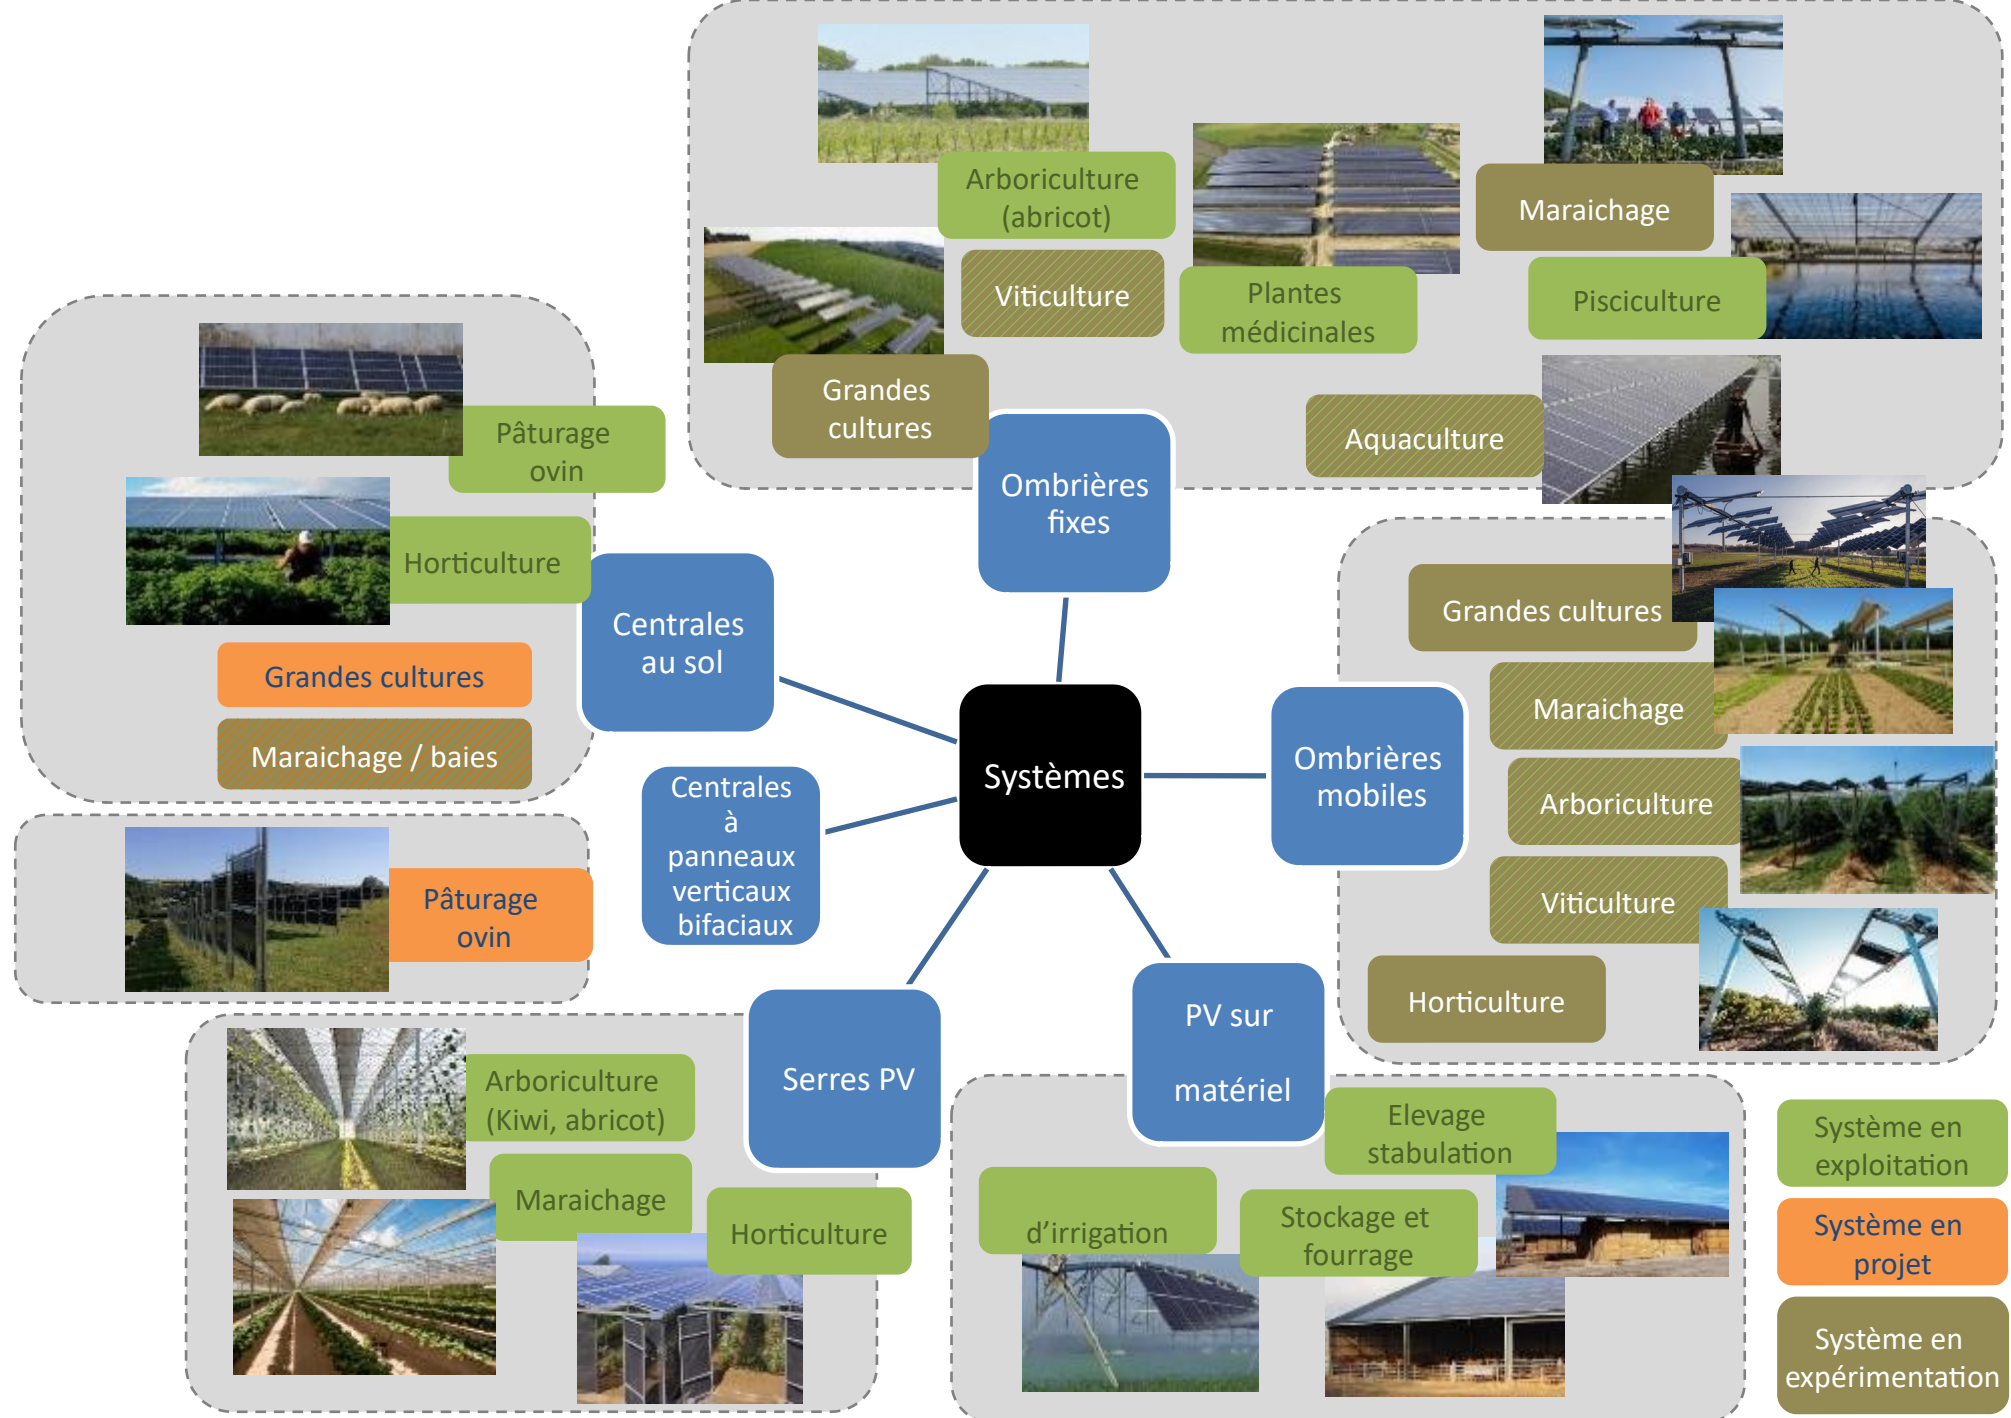 Arboriculture
(abricot)
Maraichage
Viticulture
Plantes
médicinales
Pisciculture
Grandes
cultures
Aquaculture
Ombrières
fixes
Pâturage
ovin
Horticulture
Grandes cultures
Maraichage / baies
Centrales
au sol
Grandes cultures
Maraichage
Arboriculture
Viticulture
Horticulture
Ombrières
mobiles
Systèmes
Centrales
à
panneaux
verticaux
bifaciaux
Pâturage
ovin
Serres PV
Arboriculture
(Kiwi, abricot)
Maraichage
Horticulture
PV sur
matériel
Elevage
stabulation
d’irrigation
Stockage et
fourrage
Système en
exploitation
Système en
projet
Système en
expérimentation